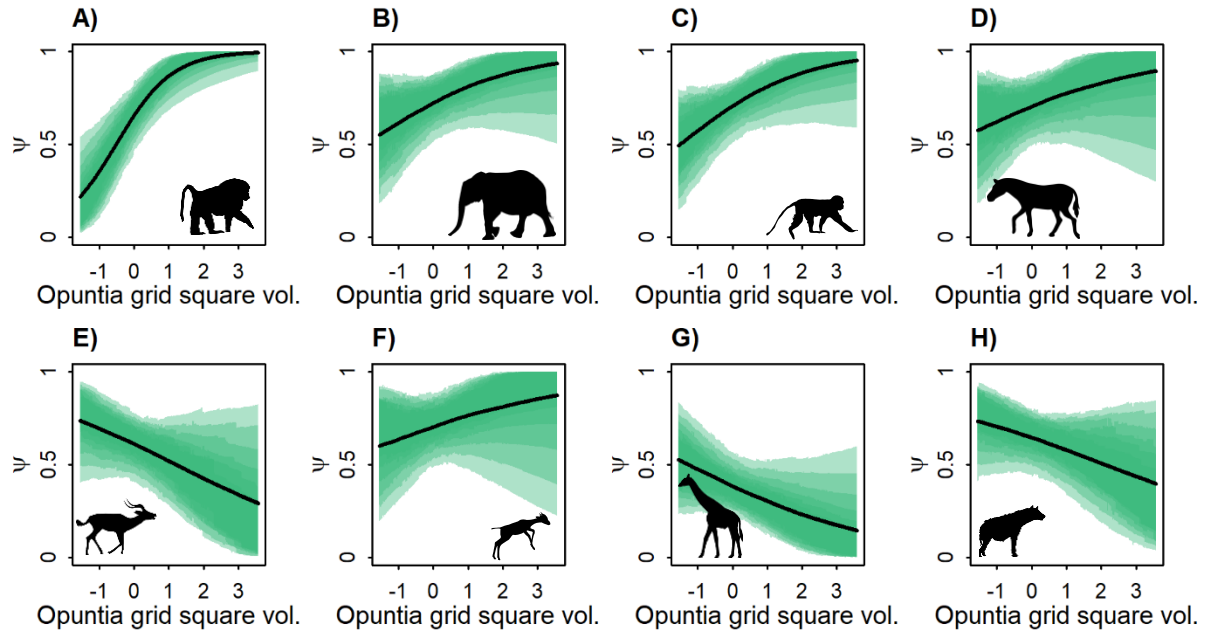 A) B) C) D)
ψ 1 0.5 0 ψ 1 0.5 0 ψ 1 0.5 0 ψ 1 0.5 0
-1 0 1 2 3 -1 0 1 2 3 -1 0 1 2 3 -1 0 1 2 3
Opuntia grid square vol. Opuntia grid square vol. Opuntia grid square vol. Opuntia grid square vol.
E) F) G) H)
ψ 1 0.5 0 ψ 1 0.5 0 ψ 1 0.5 0 ψ 1 0.5 0
-1 0 1 2 3 -1 0 1 2 3 -1 0 1 2 3 -1 0 1 2 3
Opuntia grid square vol. Opuntia grid square vol. Opuntia grid square vol. Opuntia grid square vol.